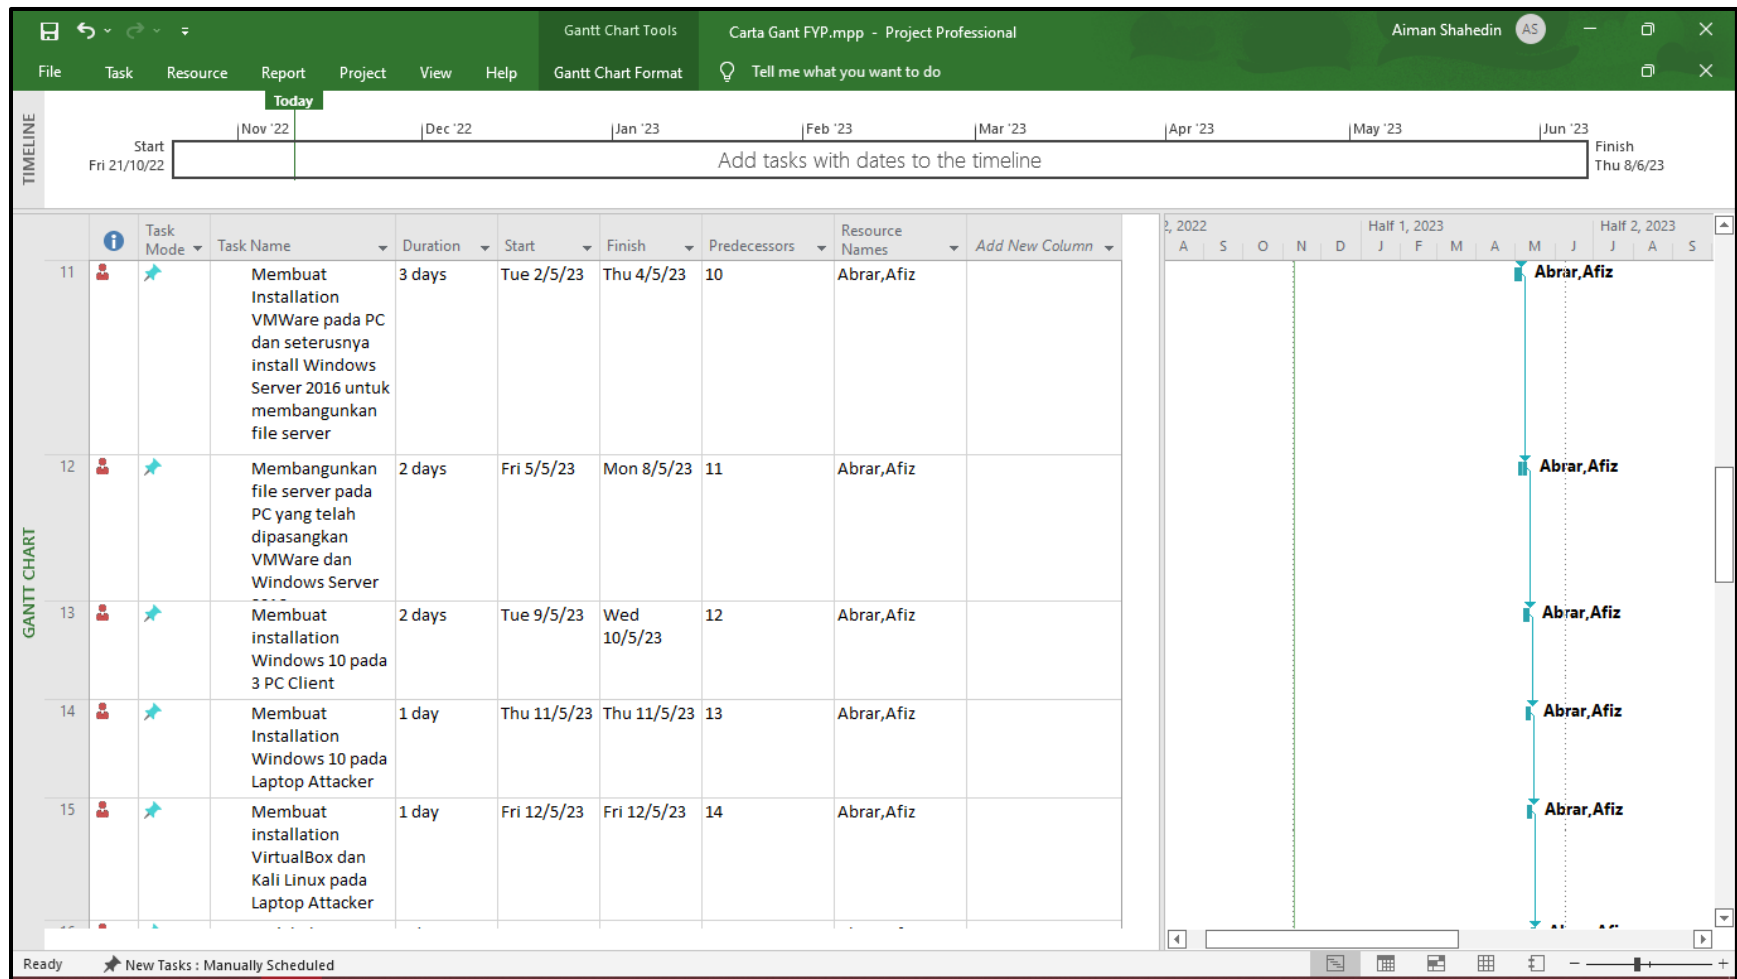 Gantt Chart Tools
Carta Gant FYP.mpp - Project Professional
Aiman Shahedin AS
File Task Resource Report Project View Help Gantt Chart Format Tell me what you want to do
Today
TIMELINE
Nov '22 Dec '22 Jan '23 Feb '23 Mar '23 Apr '23 May '23 Jun '23
Start
Fri 21/10/22
Add tasks with dates to the timeline
Finish
Thu 8/6/23
GANTT CHART
Task Mode Task Name Duration Start Finish Predecessors Resource Names Add New Column
2, 2022 Half 1, 2023 Half 2, 2023
A S O N D J F M A M J J A S
11 Membuat 3 days Tue 2/5/23 Thu 4/5/23 10 Abrar,Afiz
Installation
VMWare pada PC
dan seterusnya
install Windows
Server 2016 untuk
membangunkan
file server
Abrar,Afiz
12 Membangunkan 2 days Fri 5/5/23 Mon 8/5/23 11 Abrar,Afiz
file server pada
PC yang telah
dipasangkan
VMWare dan
Windows Server
Abrar,Afiz
13 Membuat 2 days Tue 9/5/23 Wed 10/5/23 12 Abrar,Afiz
installation
Windows 10 pada
3 PC Client
Abrar,Afiz
14 Membuat 1 day Thu 11/5/23 Thu 11/5/23 13 Abrar,Afiz
Installation
Windows 10 pada
Laptop Attacker
Abrar,Afiz
15 Membuat 1 day Fri 12/5/23 Fri 12/5/23 14 Abrar,Afiz
installation
VirtualBox dan
Kali Linux pada
Laptop Attacker
Abrar,Afiz
Ready New Tasks : Manually Scheduled